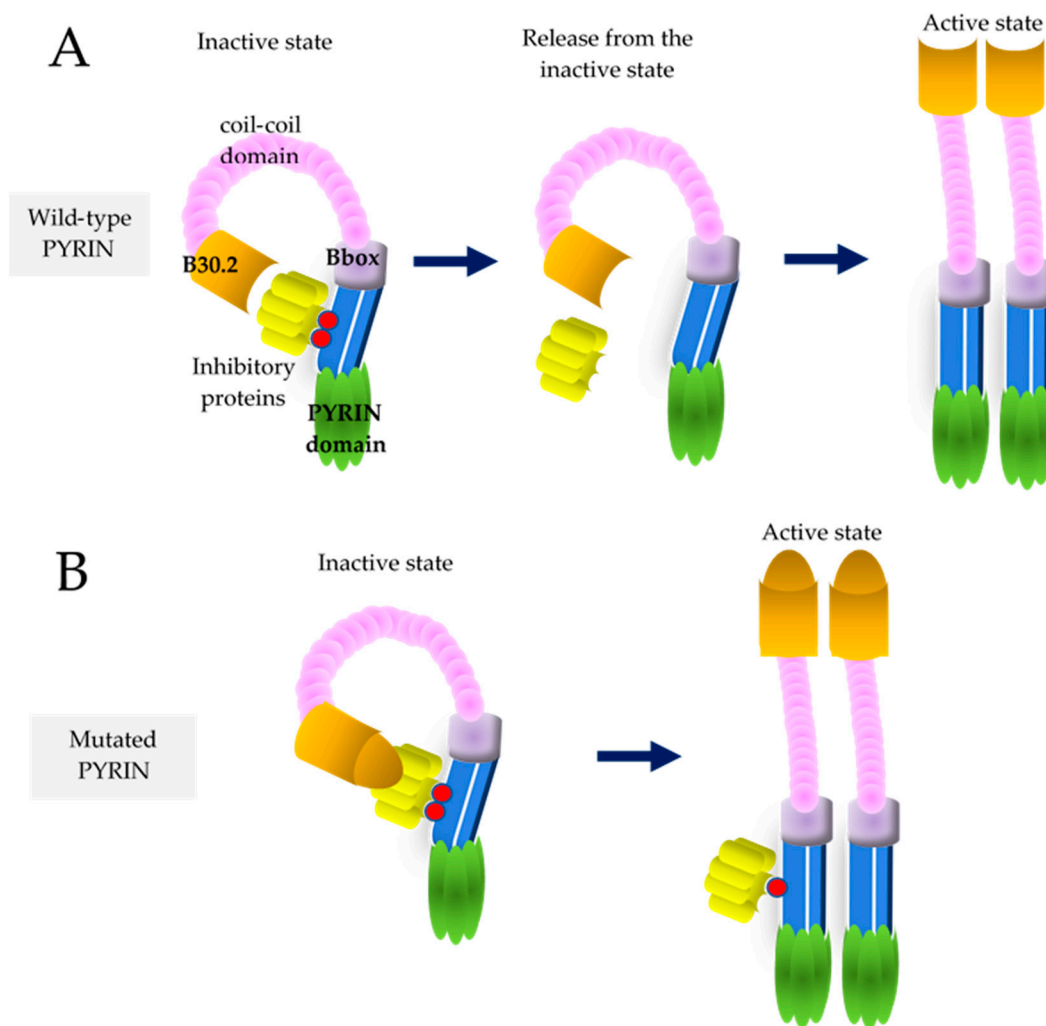 A
Inactive state
Release from the
inactive state
Active state
coil-coil
domain
Wild-type
PYRIN
B30.2
Bbox
Inhibitory
proteins
PYRIN
domain
B
Inactive state
Active state
Mutated
PYRIN